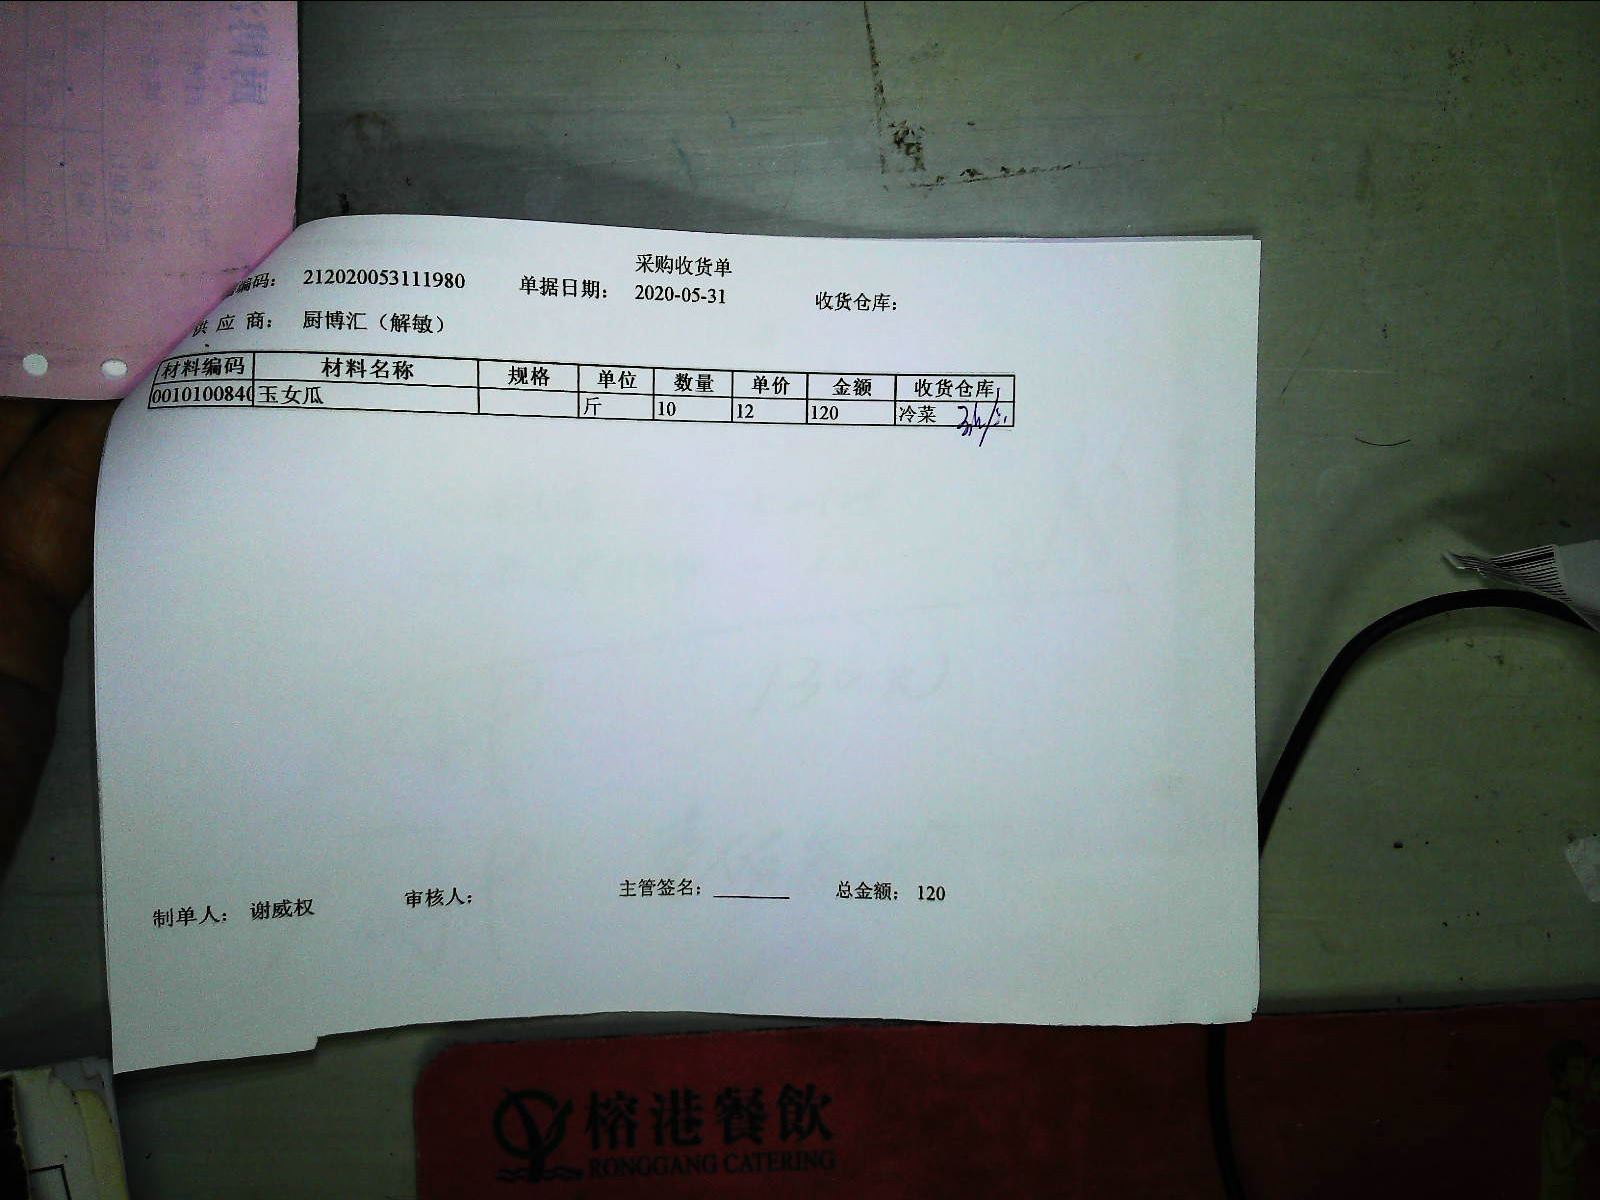 采购收货单
编码： 212020053111980 单据日期： 2020-05-31 收货仓库：
供应商： 厨博汇（解敏）
材料编码 材料名称 规格 单位 数量 单价 金额 收货仓库
0010100840 玉女瓜 斤 10 12 120 冷菜
制单人： 谢威权 审核人： 主管签名： 总金额： 120
榕港餐飲
RONGGANG CATERING